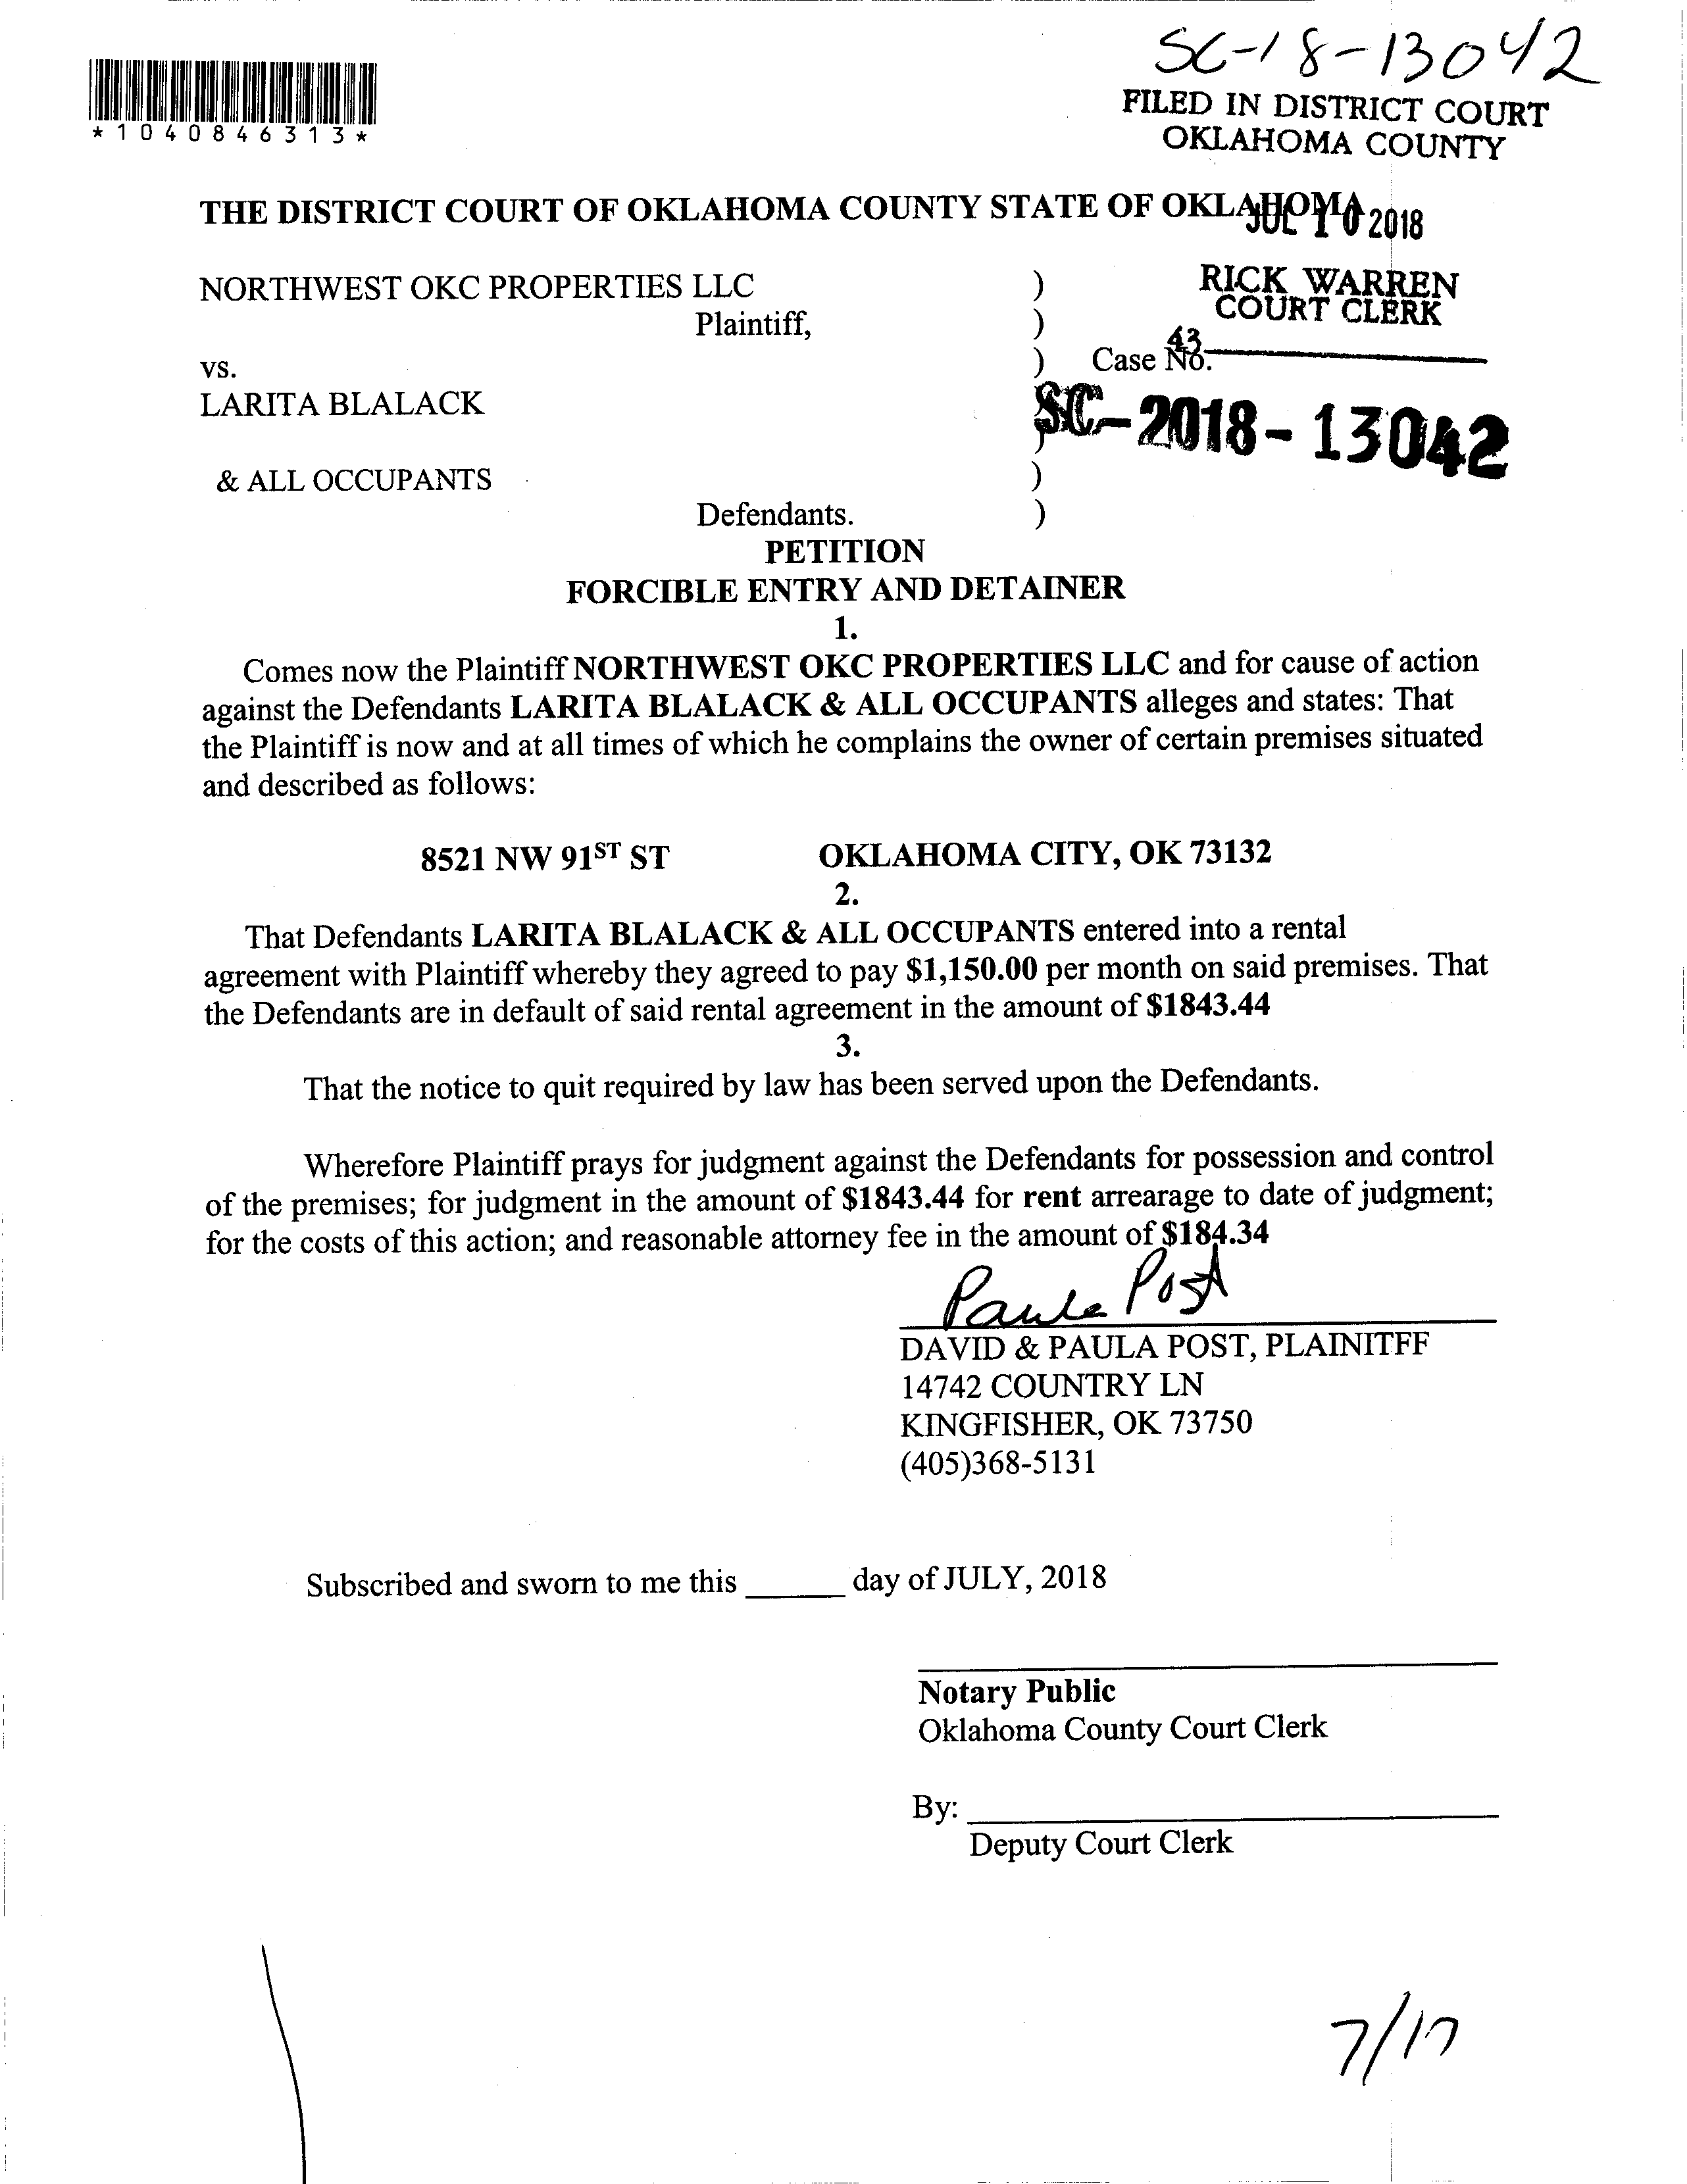 SC-18-13042
FILED IN DISTRICT COURT
OKLAHOMA COUNTY
*1040846313*
THE DISTRICT COURT OF OKLAHOMA COUNTY STATE OF OKLAHOMA
JUL 10 2018
NORTHWEST OKC PROPERTIES LLC )
Plaintiff, )
RICK WARREN
COURT CLERK
43
vs. ) Case No.
LARITA BLALACK )
SC-2018-13042
& ALL OCCUPANTS )
Defendants. )
PETITION
FORCIBLE ENTRY AND DETAINER
1.
Comes now the Plaintiff NORTHWEST OKC PROPERTIES LLC and for cause of action
against the Defendants LARITA BLALACK & ALL OCCUPANTS alleges and states: That
the Plaintiff is now and at all times of which he complains the owner of certain premises situated
and described as follows:
8521 NW 91ST ST OKLAHOMA CITY, OK 73132
2.
That Defendants LARITA BLALACK & ALL OCCUPANTS entered into a rental
agreement with Plaintiff whereby they agreed to pay $1,150.00 per month on said premises. That
the Defendants are in default of said rental agreement in the amount of $1843.44
3.
That the notice to quit required by law has been served upon the Defendants.
Wherefore Plaintiff prays for judgment against the Defendants for possession and control
of the premises; for judgment in the amount of $1843.44 for rent arrearage to date of judgment;
for the costs of this action; and reasonable attorney fee in the amount of $184.34
Paula Post
DAVID & PAULA POST, PLAINITFF
14742 COUNTRY LN
KINGFISHER, OK 73750
(405)368-5131
Subscribed and sworn to me this ______ day of JULY, 2018
Notary Public
Oklahoma County Court Clerk
By: ______
Deputy Court Clerk
7/17